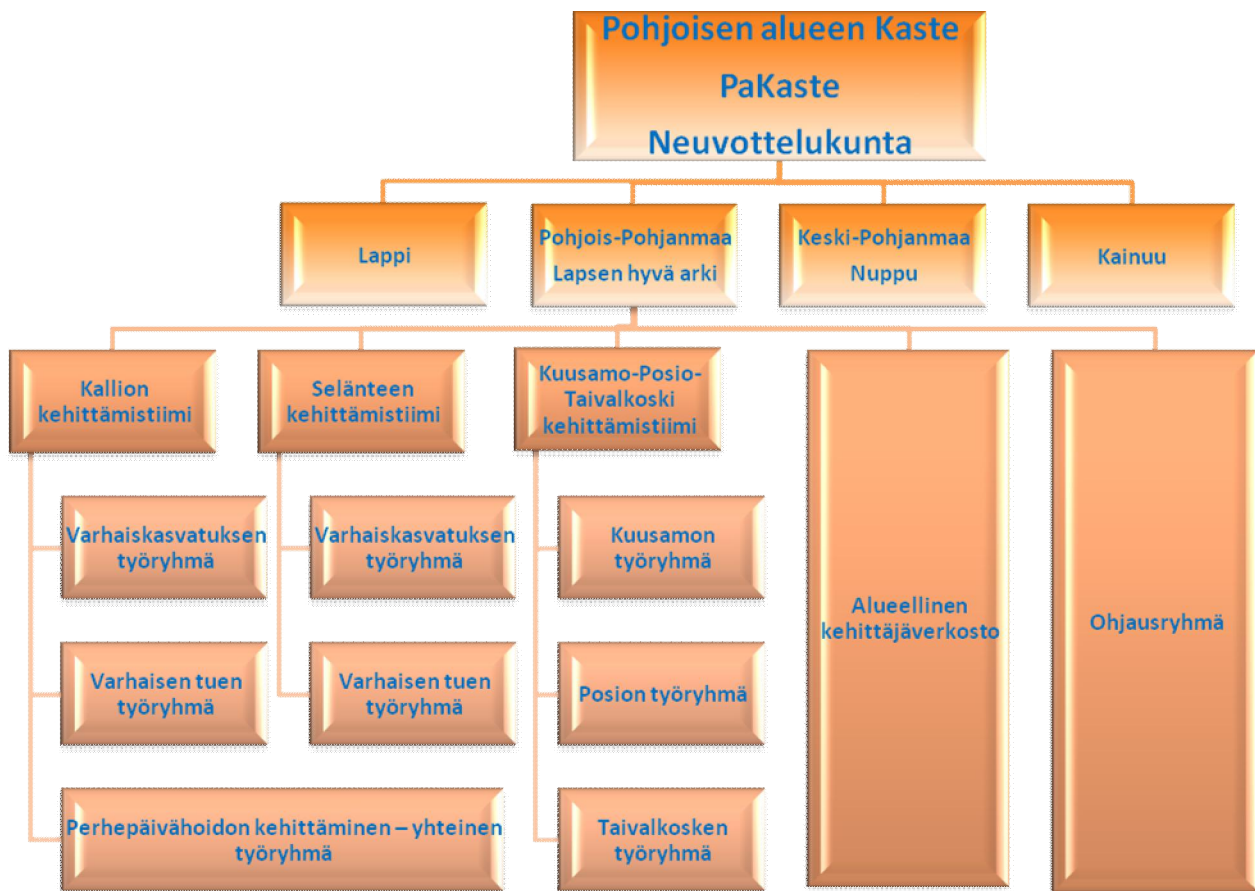 Pohjoisen alueen Kaste
PaKaste
Neuvottelukunta
Lappi
Pohjois-Pohjanmaa
Lapsen hyvä arki
Keski-Pohjanmaa
Nuppu
Kainuu
Kallion
kehittämistiimi
Selänteen
kehittämistiimi
Kuusamo-Posio-
Taivalkoski
kehittämistiimi
Alueellinen
kehittäjäverkosto
Ohjausryhmä
Varhaiskasvatuksen
työryhmä
Varhaiskasvatuksen
työryhmä
Kuusamon
työryhmä
Varhaisen tuen
työryhmä
Varhaisen tuen
työryhmä
Posion työryhmä
Perhepäivähoidon kehittäminen – yhteinen
työryhmä
Taivalkosken
työryhmä